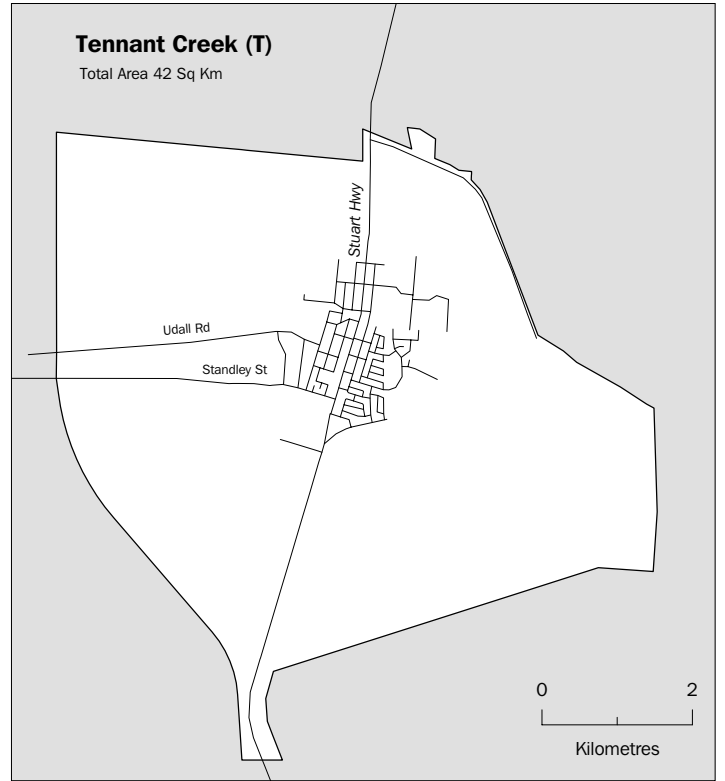 Tennant Creek (T)
Total Area 42 Sq Km
Stuart Hwy
Udall Rd
Standley St
0 2
Kilometres